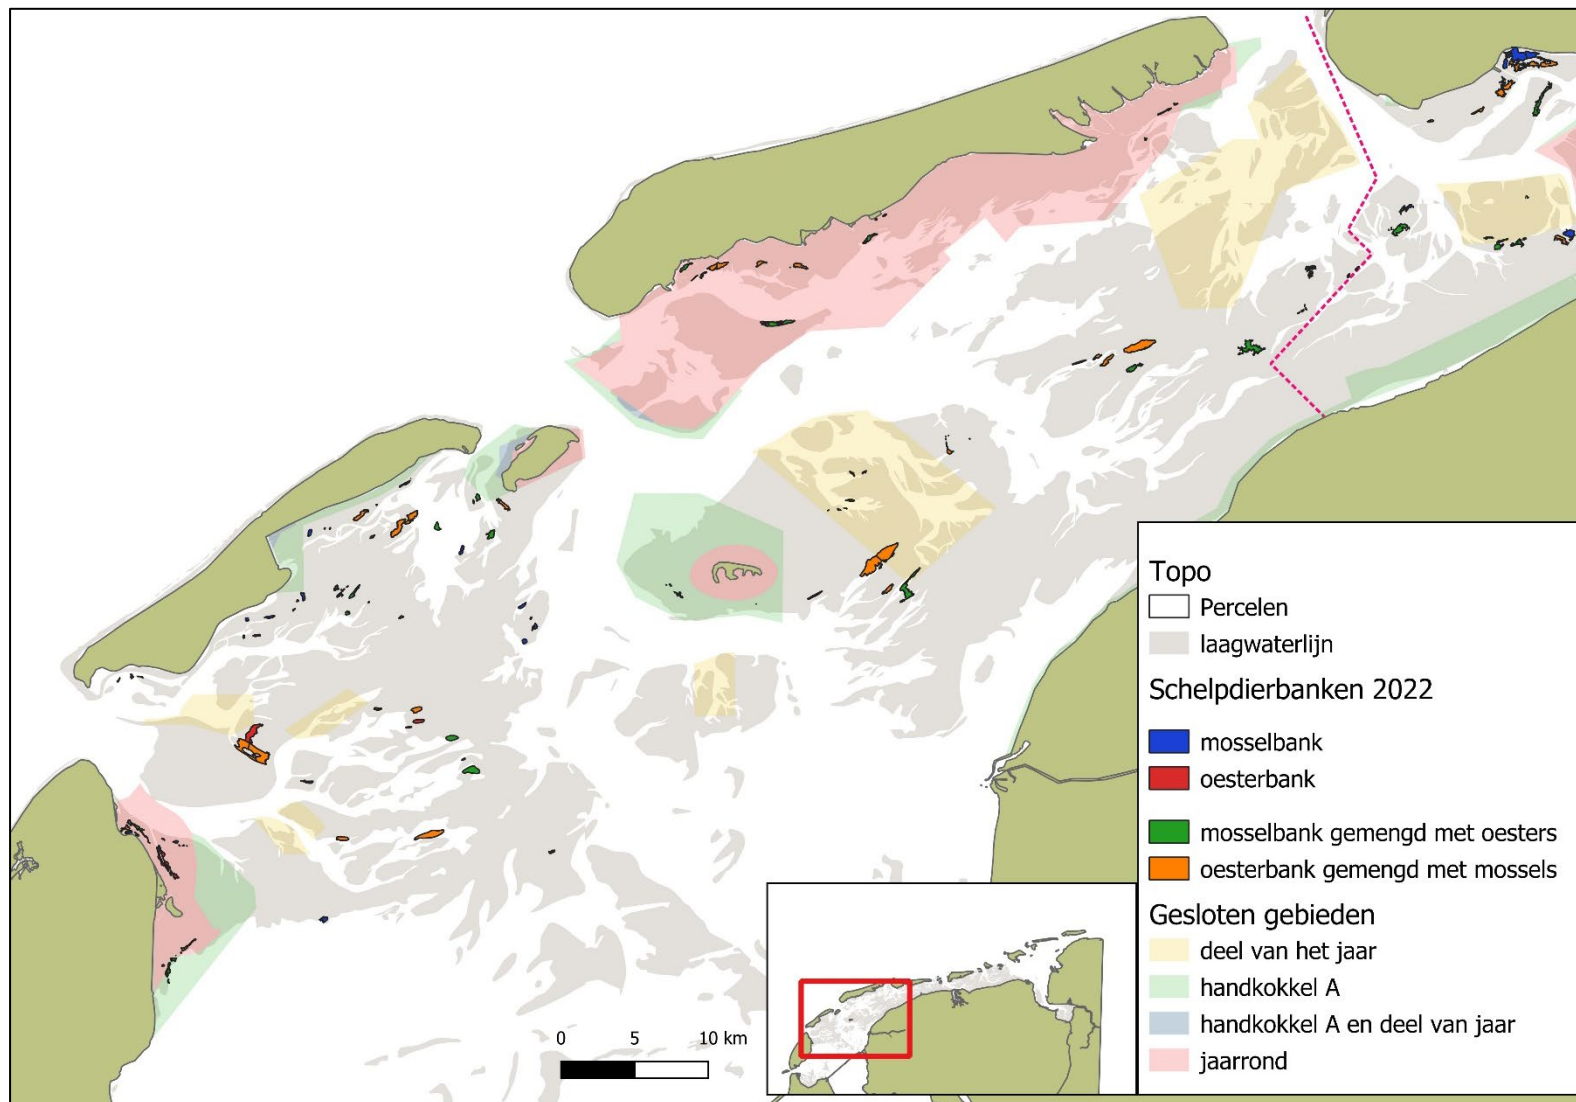 Topo
Percelen
laagwaterlijn
Schelpdierbanken 2022
mosselbank
oesterbank
mosselbank gemengd met oesters
oesterbank gemengd met mossels
Gesloten gebieden
deel van het jaar
handkokkel A
handkokkel A en deel van jaar
jaarrond
0 5 10 km